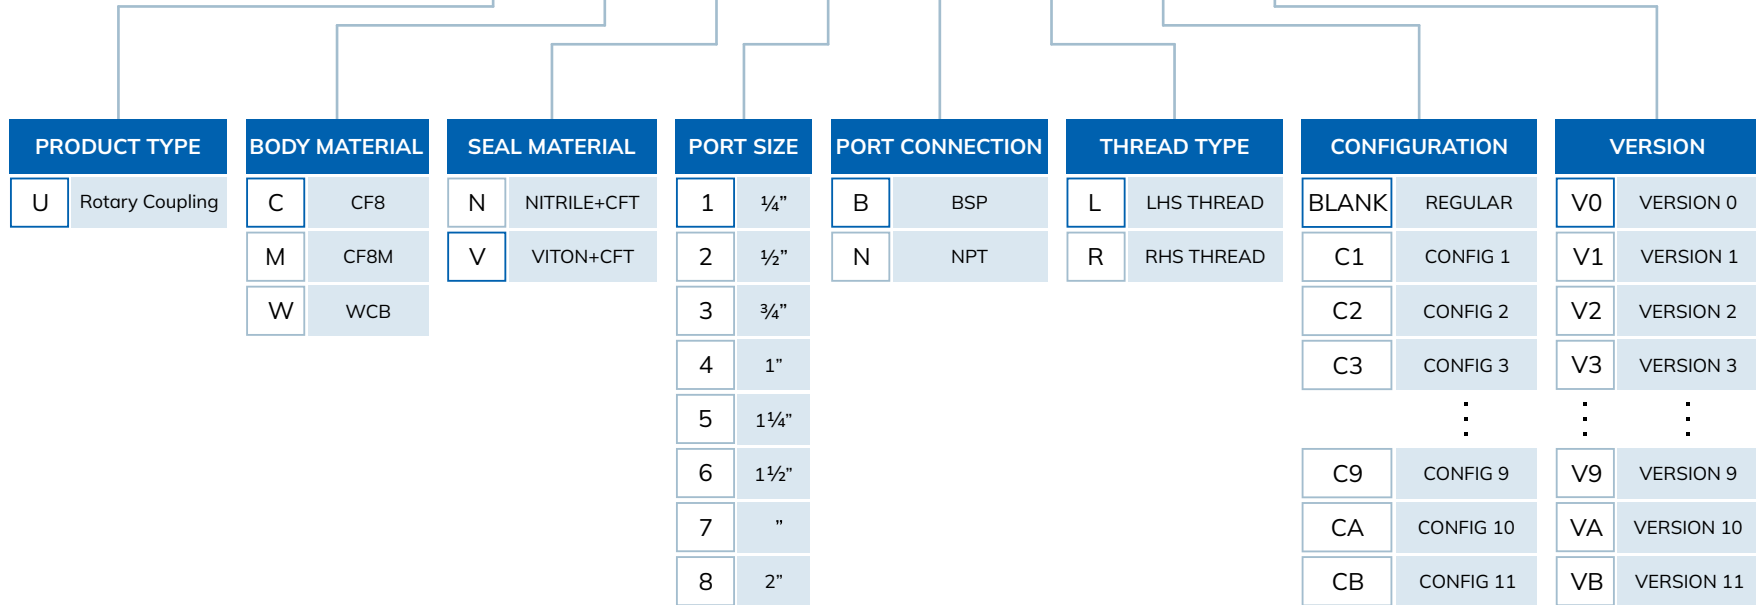 PRODUCT TYPE BODY MATERIAL SEAL MATERIAL PORT SIZE PORT CONNECTION THREAD TYPE CONFIGURATION VERSION
U Rotary Coupling C CF8 N NITRILE+CFT 1 ¼” B BSP L LHS THREAD BLANK REGULAR V0 VERSION 0
M CF8M V VITON+CFT 2 ½” N NPT R RHS THREAD C1 CONFIG 1 V1 VERSION 1
W WCB 3 ¾” C2 CONFIG 2 V2 VERSION 2
4 1” C3 CONFIG 3 V3 VERSION 3
5 1¼”
6 1½” C9 CONFIG 9 V9 VERSION 9
7 ” CA CONFIG 10 VA VERSION 10
8 2” CB CONFIG 11 VB VERSION 11